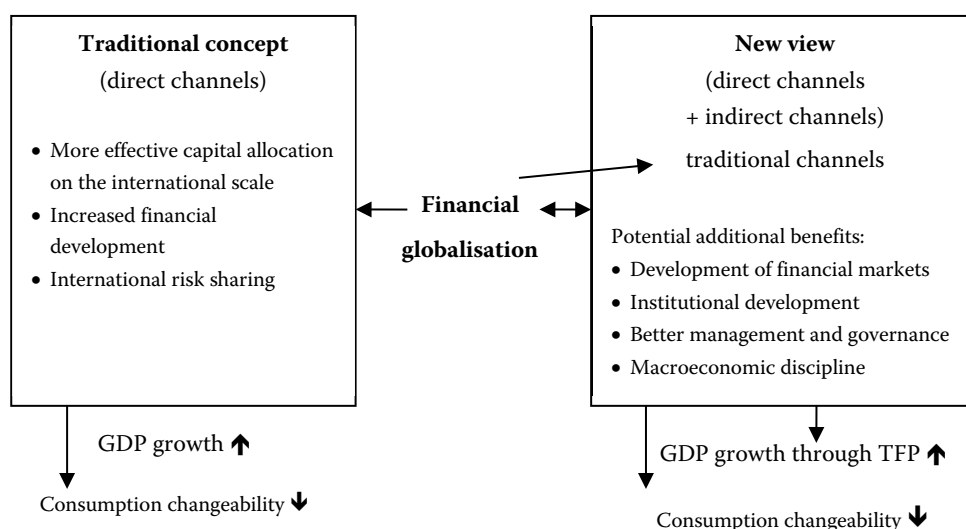 Traditional concept
(direct channels)
• More effective capital allocation
on the international scale
• Increased financial
development
• International risk sharing
GDP growth 🡹
Consumption changeability 🡻
Financial
globalisation
New view
(direct channels
+ indirect channels)
traditional channels
Potential additional benefits:
• Development of financial markets
• Institutional development
• Better management and governance
• Macroeconomic discipline
GDP growth through TFP 🡹
Consumption changeability 🡻